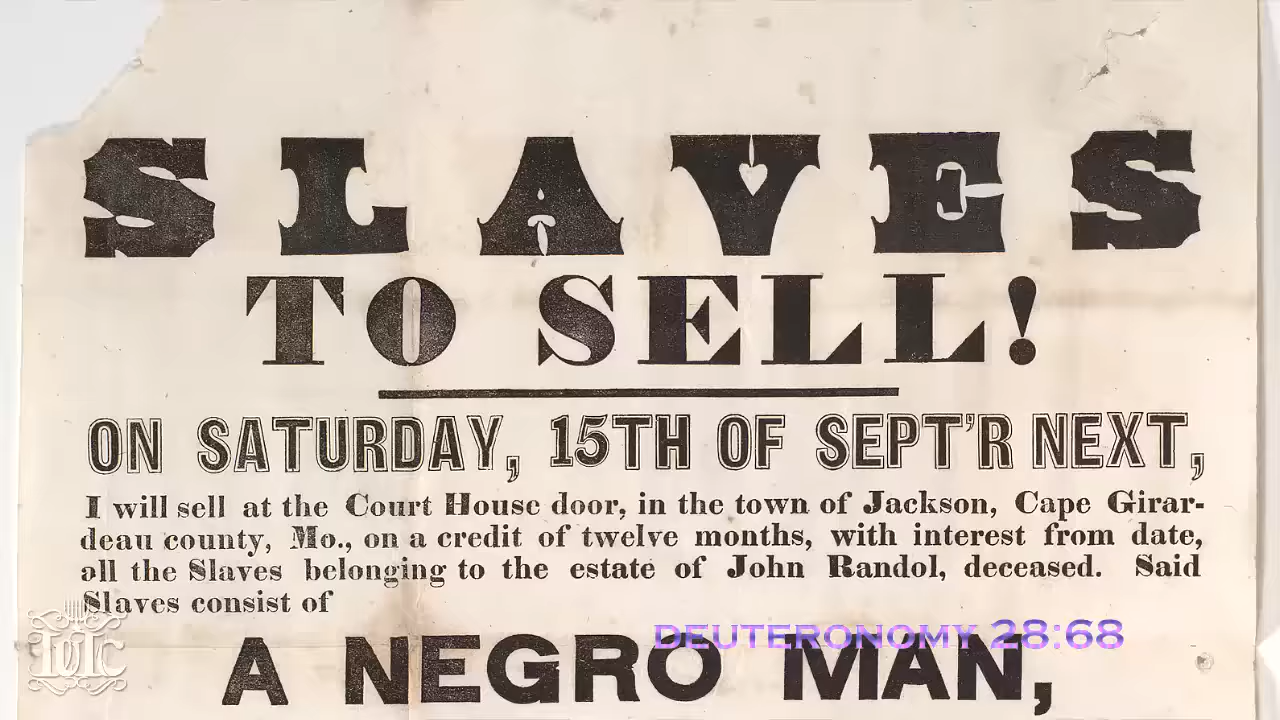 SLAVES
TO SELL!
ON SATURDAY, 15TH OF SEPT'R NEXT,
I will sell at the Court House door, in the town of Jackson, Cape Girar-
deau county, Mo., on a credit of twelve months, with interest from date,
all the Slaves belonging to the estate of John Randol, deceased. Said
Slaves consist of
DEUTERONOMY 28:68
A NEGRO MAN,
IUIC